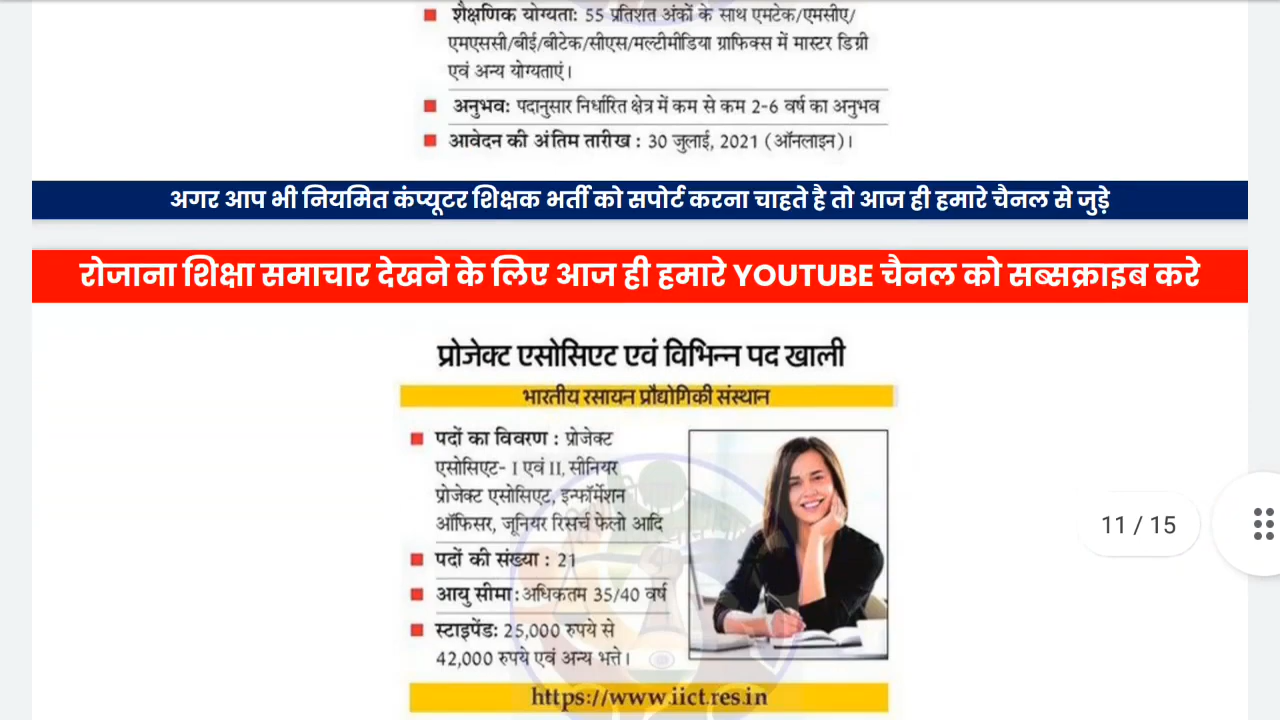 शैक्षणिक योग्यता: 55 प्रतिशत अंकों के साथ एमटेक/एमसीए/
एमएससी/बीई/बीटेक/सीएस/मल्टीमीडिया ग्राफिक्स में मास्टर डिग्री
एवं अन्य योग्यताएं।
अनुभव: पदानुसार निर्धारित क्षेत्र में कम से कम 2-6 वर्ष का अनुभव
आवेदन की अंतिम तारीख : 30 जुलाई, 2021 (ऑनलाइन)।
अगर आप भी नियमित कंप्यूटर शिक्षक भर्ती को सपोर्ट करना चाहते है तो आज ही हमारे चैनल से जुड़े
रोजाना शिक्षा समाचार देखने के लिए आज ही हमारे YOUTUBE चैनल को सब्सक्राइब करे
प्रोजेक्ट एसोसिएट एवं विभिन्न पद खाली
भारतीय रसायन प्रौद्योगिकी संस्थान
पदों का विवरण : प्रोजेक्ट
एसोसिएट- I एवं II, सीनियर
प्रोजेक्ट एसोसिएट, इन्फॉर्मेशन
ऑफिसर, जूनियर रिसर्च फेलो आदि
पदों की संख्या : 21
आयु सीमा: अधिकतम 35/40 वर्ष
स्टाइपेंड: 25,000 रुपये से
42,000 रुपये एवं अन्य भत्ते।
https://www.iict.res.in
11 / 15